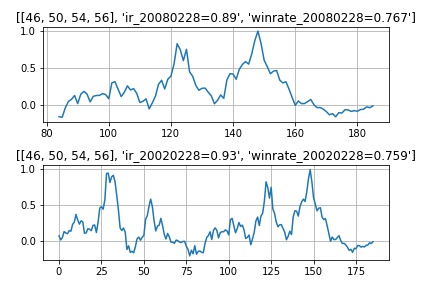 [[46, 50, 54, 56], 'ir_20080228=0.89', 'winrate_20080228=0.767']
1.0
0.5
0.0
80 100 120 140 160 180
[[46, 50, 54, 56], 'ir_20020228=0.93', 'winrate_20020228=0.759']
1.0
0.5
0.0
0 25 50 75 100 125 150 175